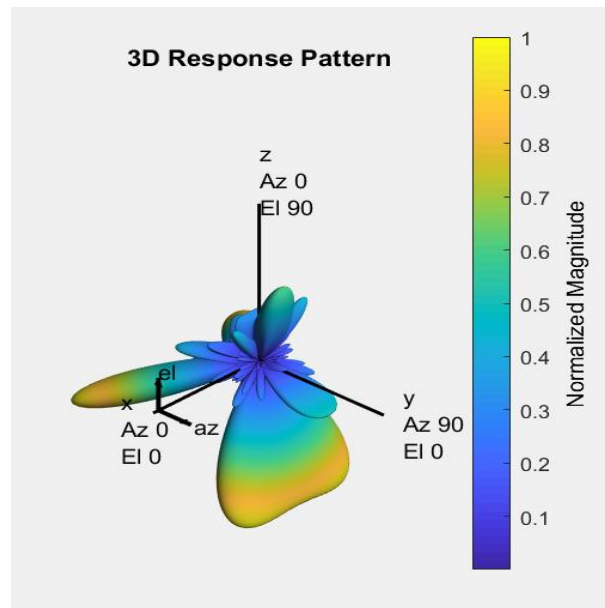 3D Response Pattern
z
Az 0
El 90
el
x
Az 0
El 0
az
y
Az 90
El 0
1
0.9
0.8
0.7
0.6
0.5
0.4
0.3
0.2
0.1
Normalized Magnitude